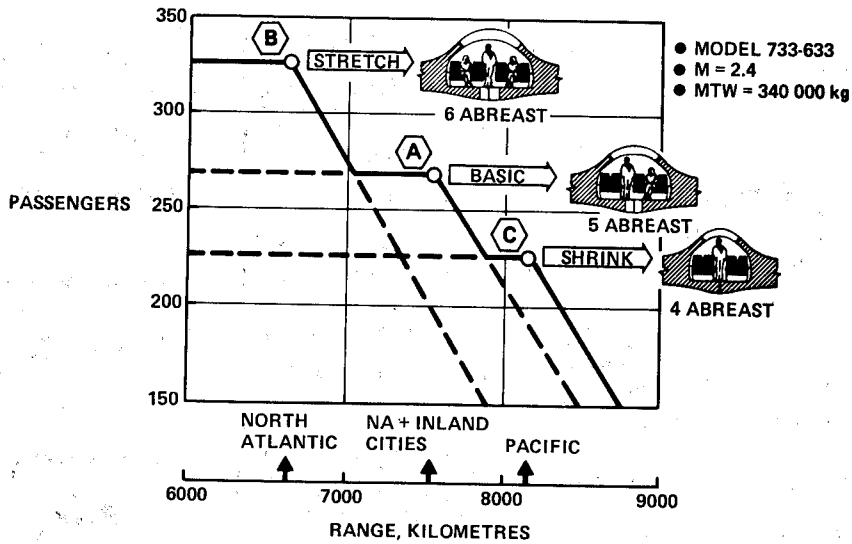 350
300
PASSENGERS
250
200
150
B
STRETCH
6 ABREAST
● MODEL 733-633
● M = 2.4
● MTW = 340 000 kg
A
BASIC
5 ABREAST
C
SHRINK
4 ABREAST
NORTH
ATLANTIC
NA + INLAND
CITIES
PACIFIC
6000 7000 8000 9000
RANGE, KILOMETRES